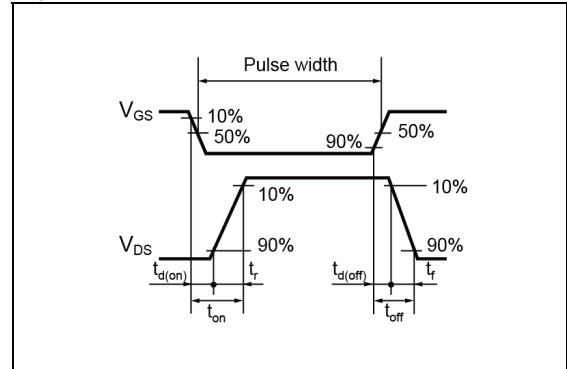 Pulse width
VGS
10%
50%
90%
50%
10%
10%
VDS
90%
90%
td(on)
tr
td(off)
tf
ton
toff